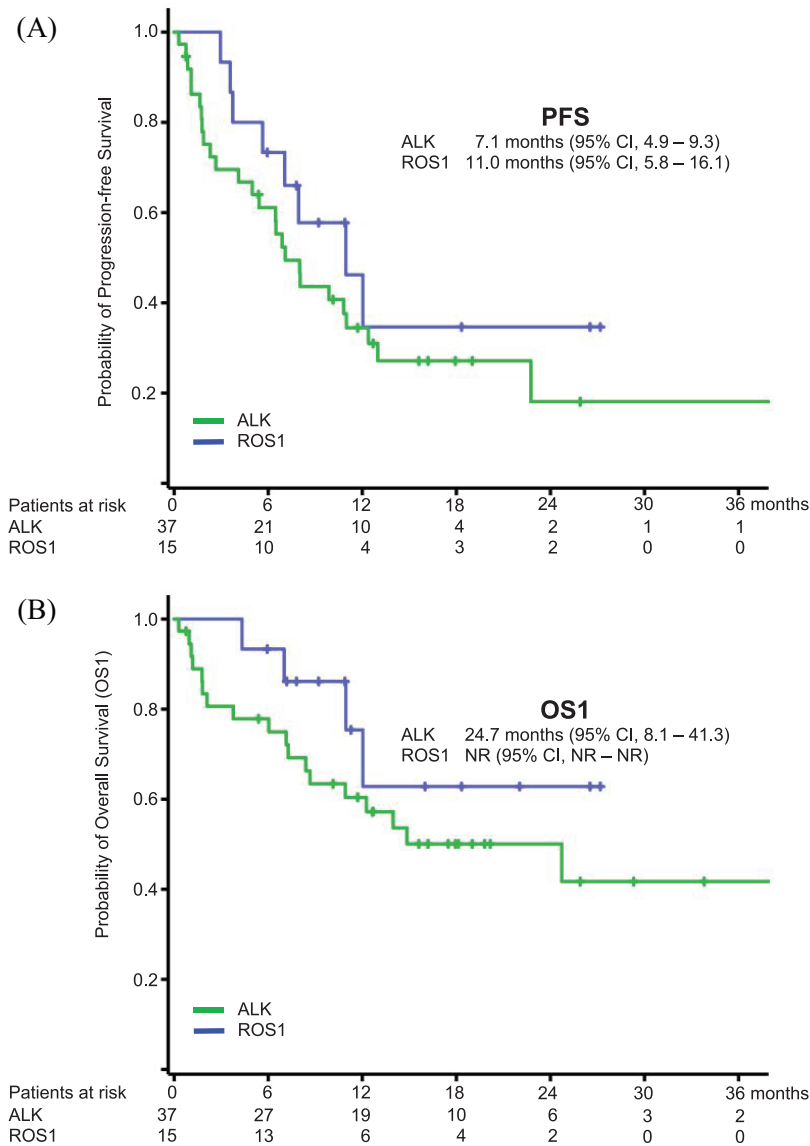 (A)
1.0
0.8
0.6
0.4
0.2
Probability of Progression-free Survival
PFS
ALK 7.1 months (95% CI, 4.9 – 9.3)
ROS1 11.0 months (95% CI, 5.8 – 16.1)
ALK
ROS1
Patients at risk 0 6 12 18 24 30 36 months
ALK 37 21 10 4 2 1 1
ROS1 15 10 4 3 2 0 0
(B)
1.0
0.8
0.6
0.4
0.2
Probability of Overall Survival (OS1)
OS1
ALK 24.7 months (95% CI, 8.1 – 41.3)
ROS1 NR (95% CI, NR – NR)
ALK
ROS1
Patients at risk 0 6 12 18 24 30 36 months
ALK 37 27 19 10 6 3 2
ROS1 15 13 6 4 2 0 0